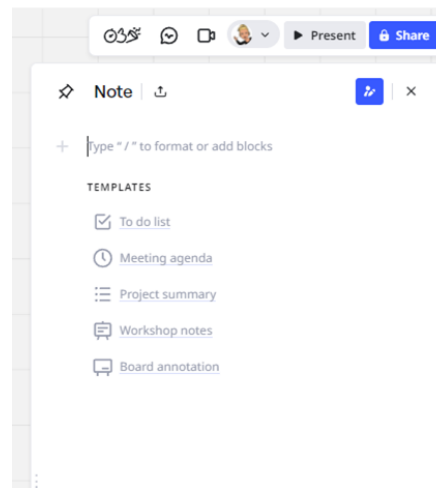 Present
Share
Note
Type “ / ” to format or add blocks
TEMPLATES
To do list
Meeting agenda
Project summary
Workshop notes
Board annotation